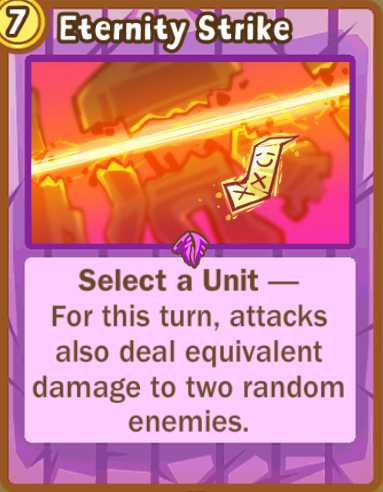 7
Eternity Strike
Select a Unit —
For this turn, attacks
also deal equivalent
damage to two random
enemies.